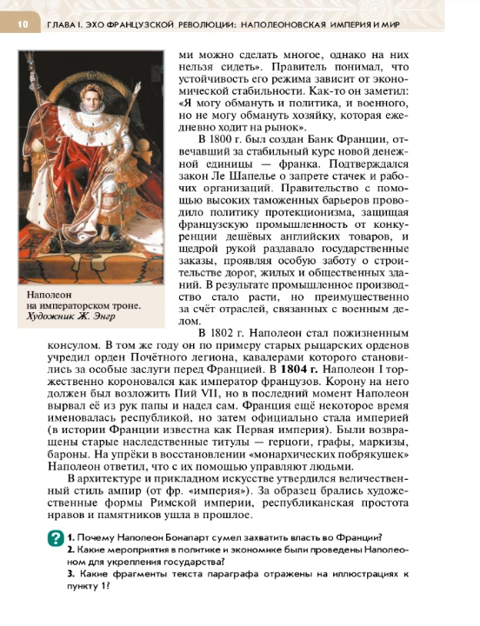 10 ГЛАВА I. ЭХО ФРАНЦУЗСКОЙ РЕВОЛЮЦИИ: НАПОЛЕОНОВСКАЯ ИМПЕРИЯ И МИР
ми можно сделать многое, однако на них
нельзя сидеть». Правитель понимал, что
устойчивость его режима зависит от эконо-
мической стабильности. Как-то он заметил:
«Я могу обмануть и политика, и военного,
но не могу обмануть хозяйку, которая еже-
дневно ходит на рынок».
В 1800 г. был создан Банк Франции, от-
вечавший за стабильный курс новой денеж-
ной единицы — франка. Подтверждался
закон Ле Шапелье о запрете стачек и рабо-
чих организаций. Правительство с помо-
щью высоких таможенных барьеров прово-
дило политику протекционизма, защищая
французскую промышленность от конку-
ренции дешёвых английских товаров, и
щедрой рукой раздавало государственные
заказы, проявляя особую заботу о строи-
тельстве дорог, жилых и общественных зда-
ний. В результате промышленное производ-
ство стало расти, но преимущественно
за счёт отраслей, связанных с военным де-
лом.
Наполеон
на императорском троне.
Художник Ж. Энгр
В 1802 г. Наполеон стал пожизненным
консулом. В том же году он по примеру старых рыцарских орденов
учредил орден Почётного легиона, кавалерами которого становил-
лись за особые заслуги перед Францией. В 1804 г. Наполеон I тор-
жественно короновался как император французов. Корону на него
должен был возложить Пий VII, но в последний момент Наполеон
вырвал её из рук папы и надел сам. Франция ещё некоторое время
именовалась республикой, но затем официально стала империей
(в истории Франции известна как Первая империя). Были возвра-
щены старые наследственные титулы — герцоги, графы, маркизы,
бароны. На упрёки в восстановлении «монархических побрякушек»
Наполеон ответил, что с их помощью управляют людьми.
В архитектуре и прикладном искусстве утвердился величествен-
ный стиль ампир (от фр. «империя»). За образец брались художе-
ственные формы Римской империи, республиканская простота
нравов и памятников ушла в прошлое.
? 1. Почему Наполеон Бонапарт сумел захватить власть во Франции?
2. Какие мероприятия в политике и экономике были проведены Наполео-
ном для укрепления государства?
3. Какие фрагменты текста параграфа отражены на иллюстрациях к
пункту 1?